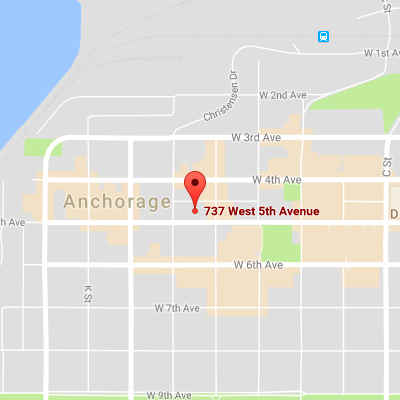 W 1st Ave
W 2nd Ave
Christensen Dr
W 3rd Ave
C St
W 4th Ave
Anchorage
737 West 5th Avenue
h Ave
D
W 6th Ave
K St
W 7th Ave
W 9th Ave